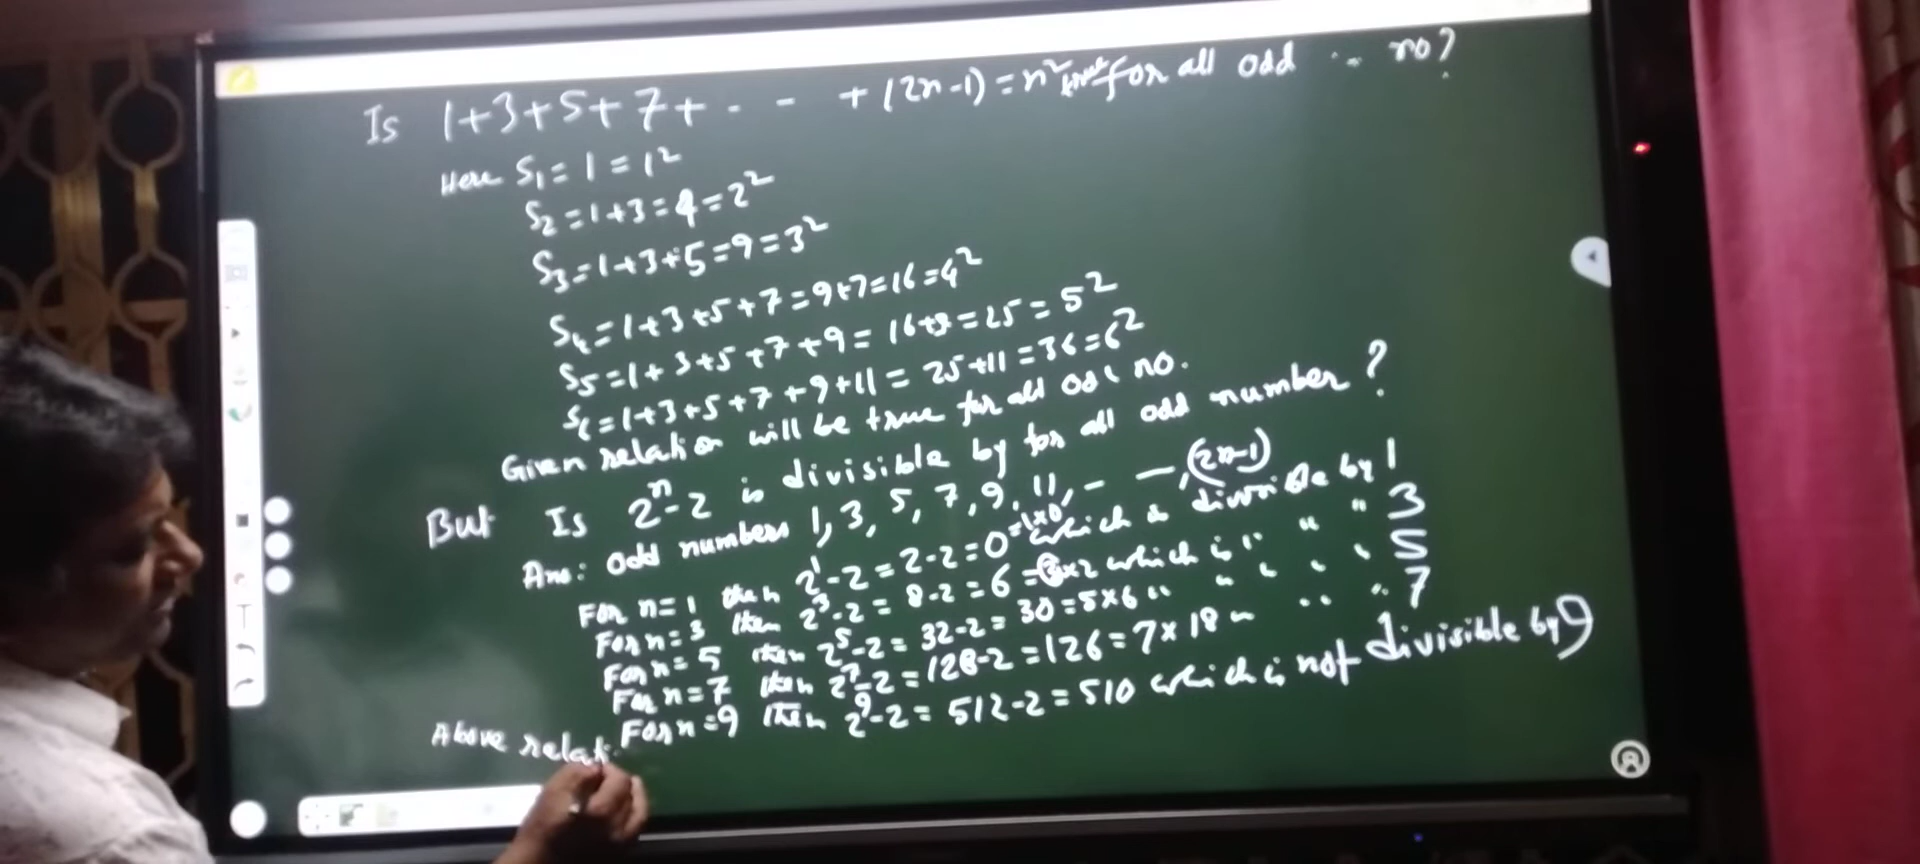 Is 1+3+5+7+ - - - +(2n-1) = n² true for all odd no?
Here S₁ = 1 = 1²
S₂ = 1+3 = 4 = 2²
S₃ = 1+3+5 = 9 = 3²
S₄ = 1+3+5+7 = 9+7 = 16 = 4²
S₅ = 1+3+5+7+9 = 16+9 = 25 = 5²
S₆ = 1+3+5+7+9+11 = 25+11 = 36 = 6²
Given relation will be true for all odd no.
But Is 2ⁿ-2 is divisible by for all odd number?
Ans: odd numbers 1, 3, 5, 7, 9, 11, - —, (2n-1)
For n=1 then 2¹-2 = 2-2 = 0 = 1×0 which is divisible by 1
For n=3 then 2³-2 = 8-2 = 6 = 3×2 which is " " " 3
For n=5 then 2⁵-2 = 32-2 = 30 = 5×6 " " " " 5
For n=7 then 2⁷-2 = 128-2 = 126 = 7×18 " " " 7
For n=9 then 2⁹-2 = 512-2 = 510 which is not divisible by 9
Above relat